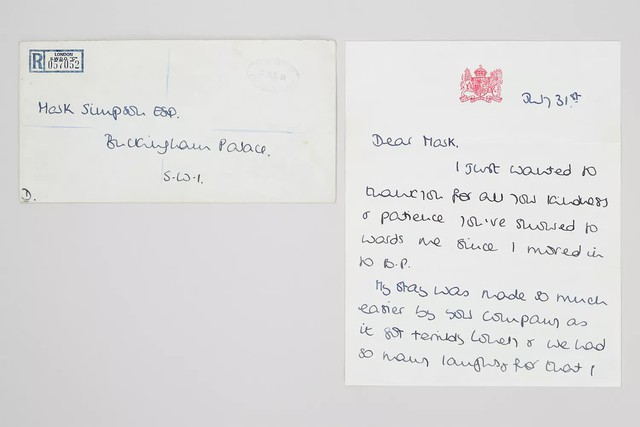 R
LONDON
057052
Mark Simpson ESQ.
Buckingham Palace.
S.W.1.
D.
July 31st
Dear Mark.
I just wanted to
thank you for all your kindness
& patience you've showed to
wards me since I moved in
to B.P.
My stay was made so much
easier by your company as
it got terribly lonely & we had
so many laughs, for that I